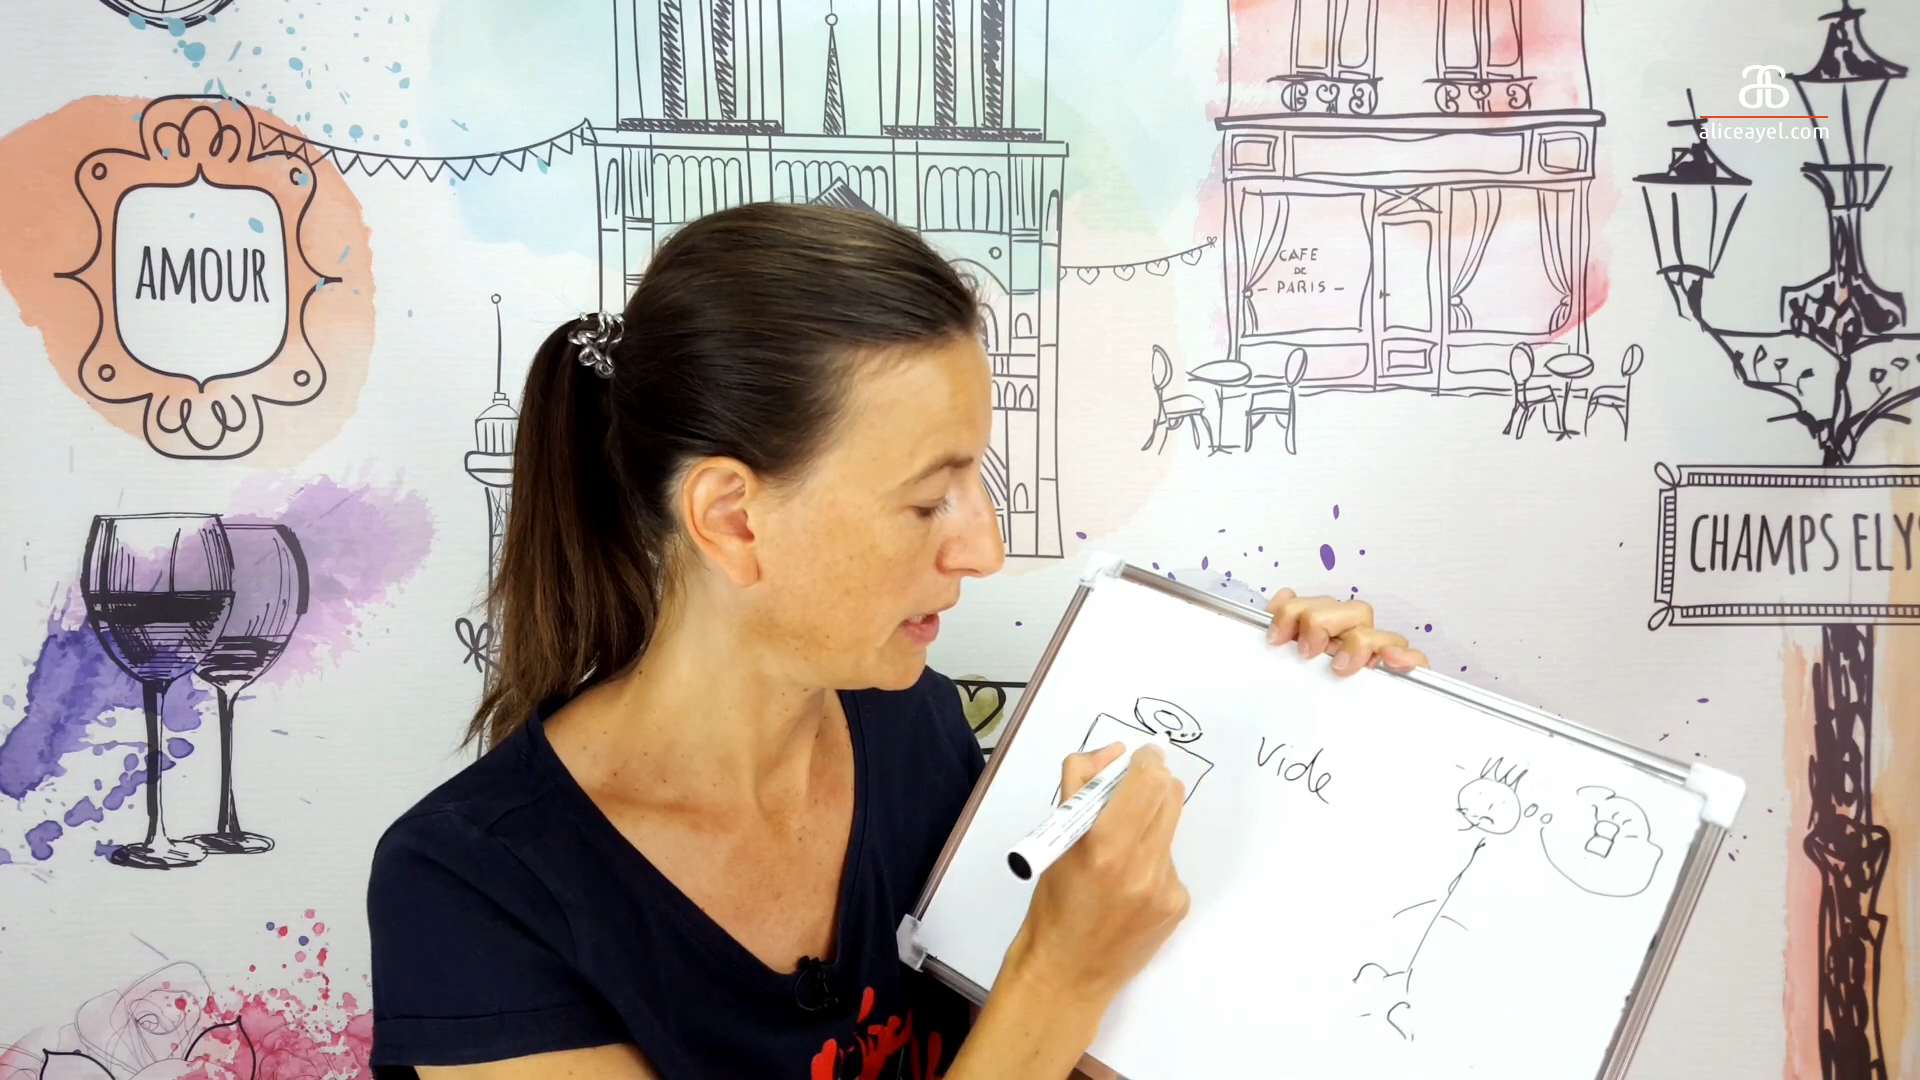 aliceayel.com
AMOUR
CAFE
DE
- PARIS -
CHAMPS ELY
vide